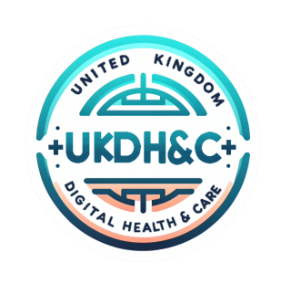 UNITED KINGDOM
+UKDH&C+
DIGITAL HEALTH & CARE